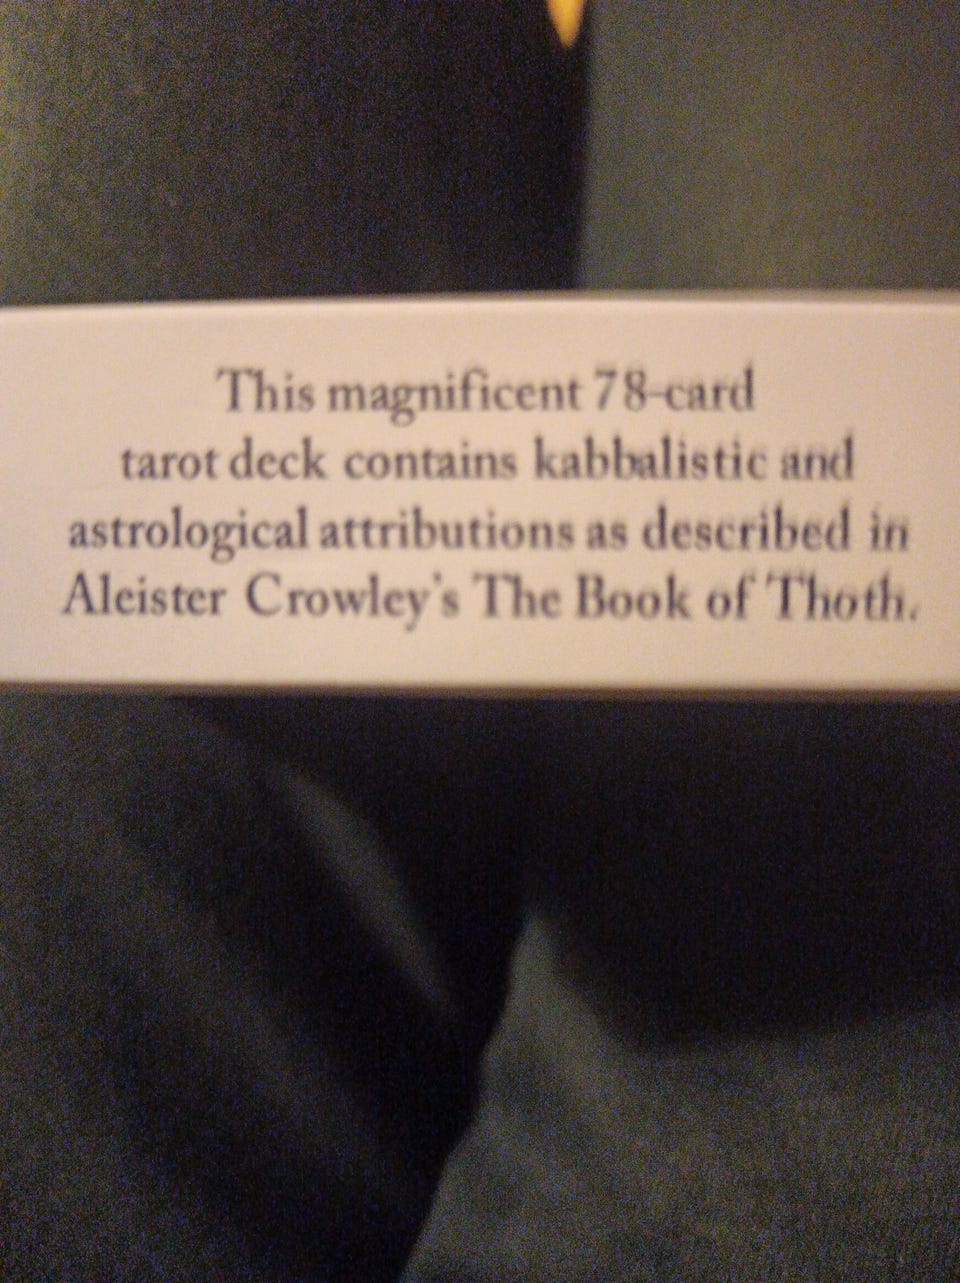 This magnificent 78-card
tarot deck contains kabbalistic and
astrological attributions as described in
Aleister Crowley's The Book of Thoth.